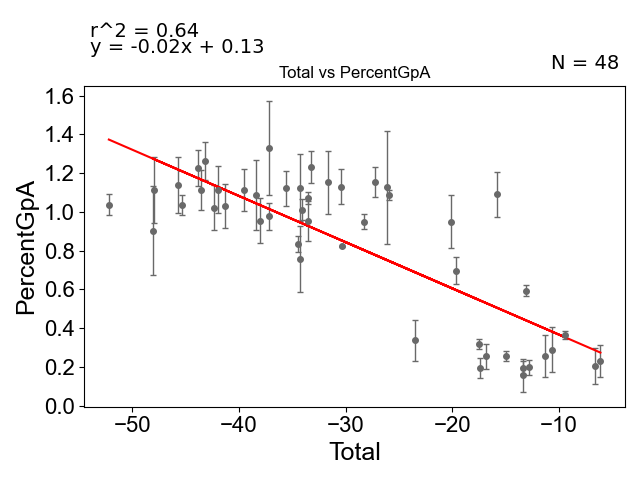 r^2 = 0.64
y = -0.02x + 0.13
N = 48
Total vs PercentGpA
1.6
1.4
1.2
1.0
0.8
0.6
0.4
0.2
0.0
PercentGpA
−50 −40 −30 −20 −10
Total